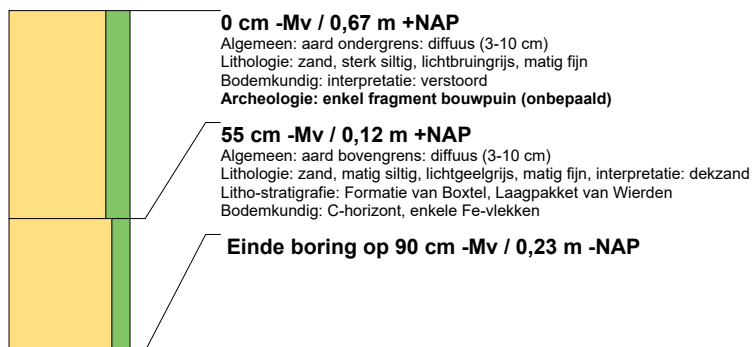 0 cm -Mv / 0,67 m +NAP
Algemeen: aard ondergrens: diffuus (3-10 cm)
Lithologie: zand, sterk siltig, lichtbruingrijs, matig fijn
Bodemkundig: interpretatie: verstoord
Archeologie: enkel fragment bouwpuin (onbepaald)
55 cm -Mv / 0,12 m +NAP
Algemeen: aard bovengrens: diffuus (3-10 cm)
Lithologie: zand, matig siltig, lichtgeelgrijs, matig fijn, interpretatie: dekzand
Litho-stratigrafie: Formatie van Boxtel, Laagpakket van Wierden
Bodemkundig: C-horizont, enkele Fe-vlekken
Einde boring op 90 cm -Mv / 0,23 m -NAP